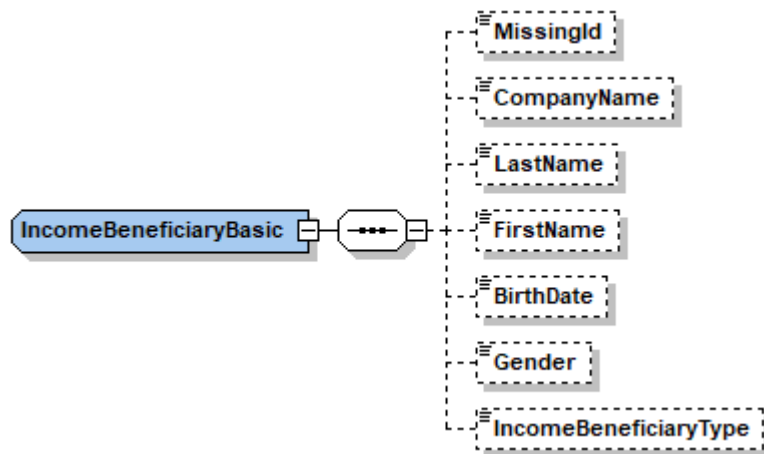 MissingId
CompanyName
LastName
IncomeBeneficiaryBasic
FirstName
BirthDate
Gender
IncomeBeneficiaryType